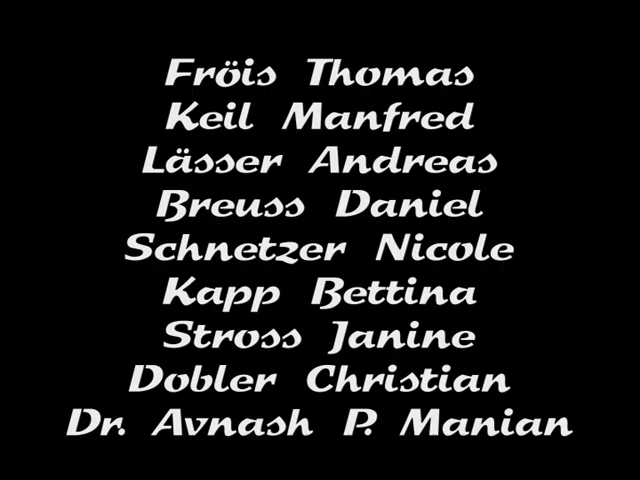 Fröis Thomas
Keil Manfred
Lässer Andreas
Breuss Daniel
Schnetzer Nicole
Kapp Bettina
Stross Janine
Dobler Christian
Dr. Avnash P. Manian